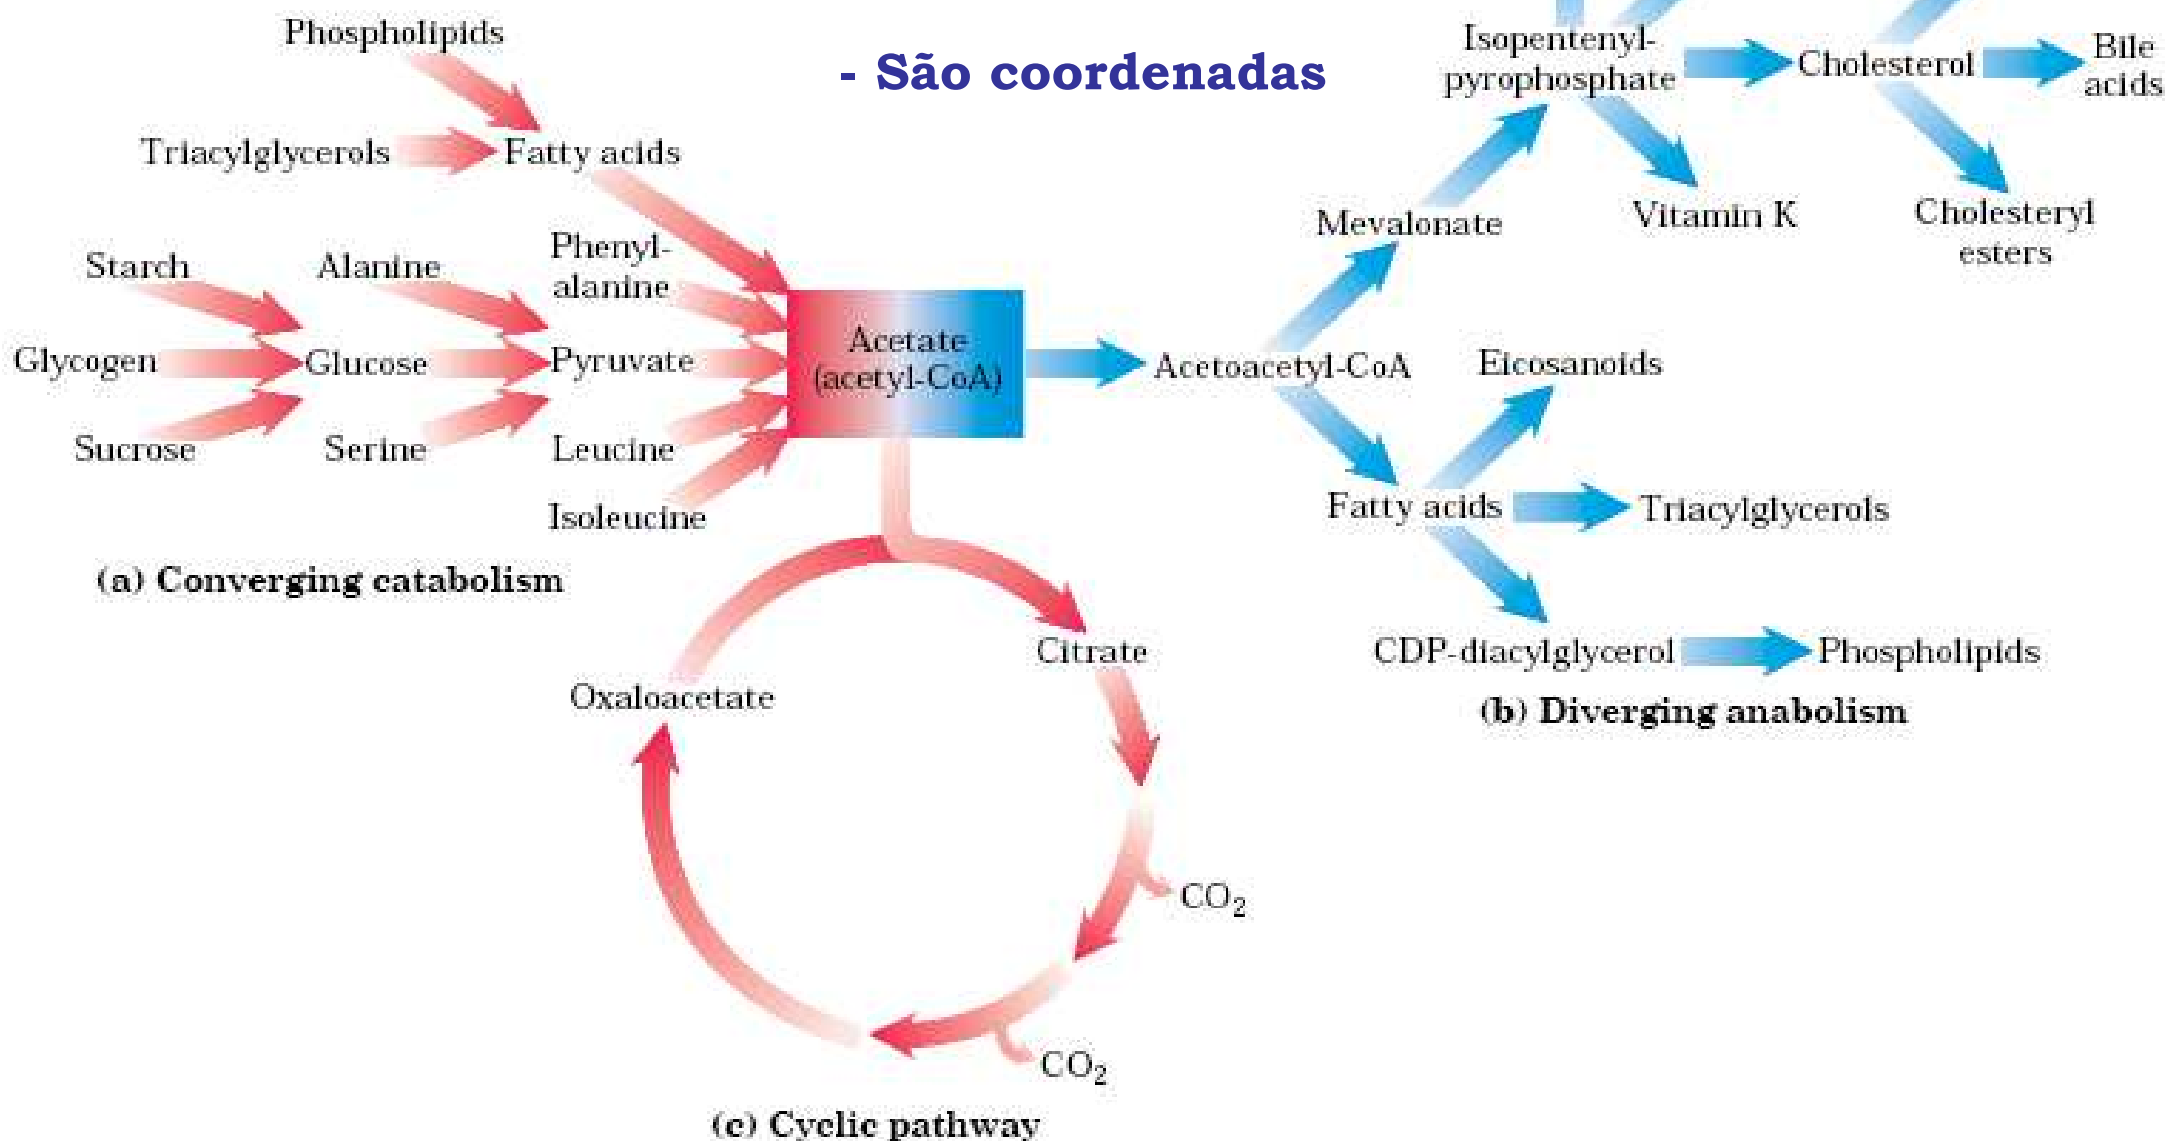 - São coordenadas
Phospholipids
Triacylglycerols
Fatty acids
Starch
Alanine
Phenyl-
alanine
Glycogen
Glucose
Pyruvate
Sucrose
Serine
Leucine
Isoleucine
Acetate
(acetyl-CoA)
(a) Converging catabolism
Isopentenyl-
pyrophosphate
Cholesterol
Bile
acids
Mevalonate
Vitamin K
Cholesteryl
esters
Acetoacetyl-CoA
Eicosanoids
Fatty acids
Triacylglycerols
CDP-diacylglycerol
Phospholipids
(b) Diverging anabolism
Citrate
Oxaloacetate
CO₂
CO₂
(c) Cyclic pathway